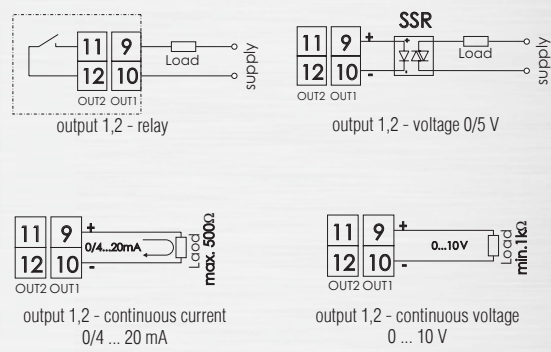 11 9
12 10
OUT2 OUT1
Load
supply
output 1,2 - relay
SSR
11 9 +
12 10 -
OUT2 OUT1
+
-
Load
supply
output 1,2 - voltage 0/5 V
11 9 +
12 10 -
OUT2 OUT1
0/4...20mA
Laod
max. 500Ω
output 1,2 - continuous current
0/4 ... 20 mA
11 9 +
12 10 -
OUT2 OUT1
0...10V
Load
min.1kΩ
output 1,2 - continuous voltage
0 ... 10 V